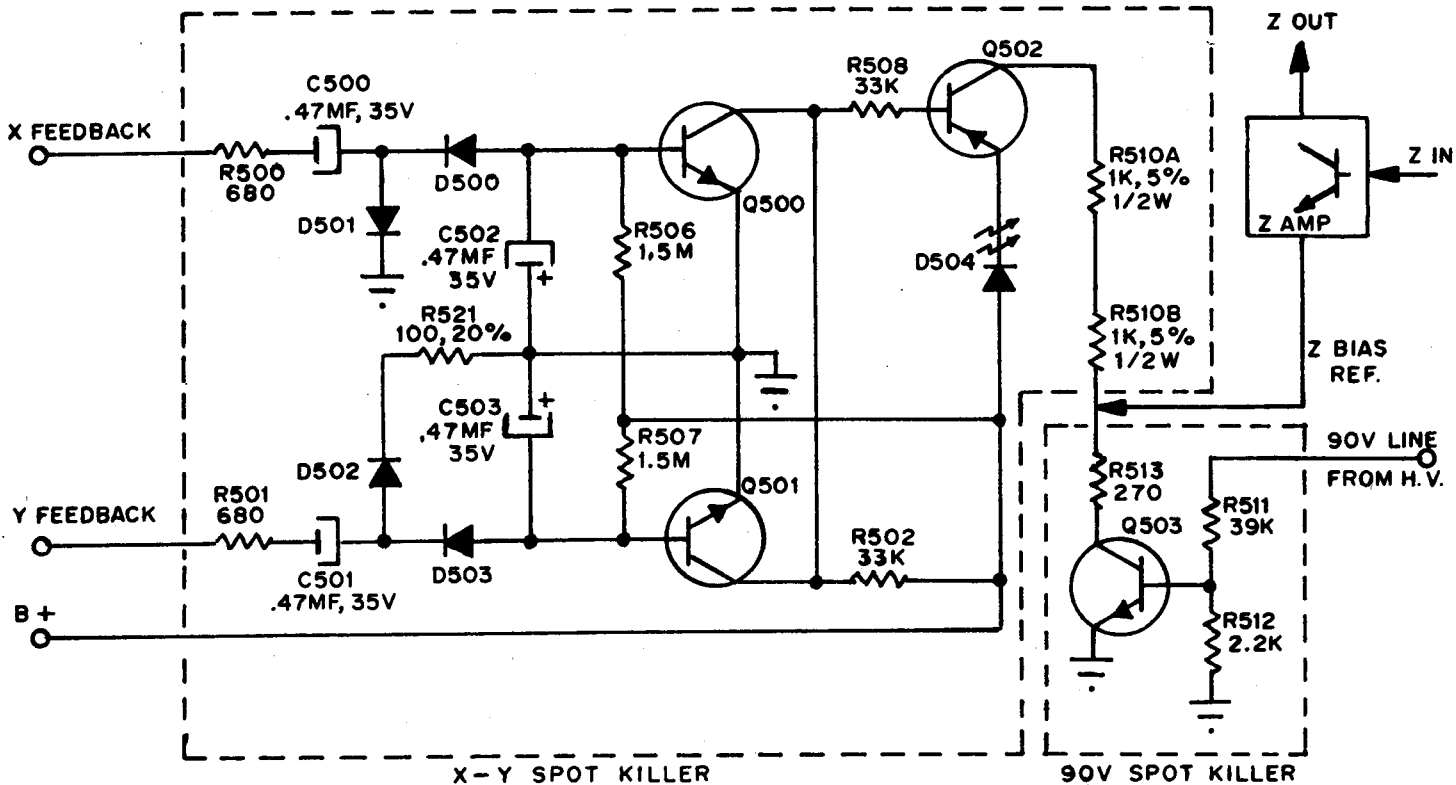 Z OUT
Q502
R508
33K
C500
.47MF, 35V
X FEEDBACK
R500
680
D500
D501
Q500
R510A
1K, 5%
1/2W
Z IN
Z AMP
C502
.47MF
35V
+
R506
1.5M
D504
R521
100, 20%
R510B
1K, 5%
1/2W
Z BIAS
REF.
C503
.47MF
35V
+
R507
1.5M
D502
Q501
R513
270
90V LINE
FROM H.V.
R501
680
Y FEEDBACK
C501
.47MF, 35V
D503
R502
33K
Q503
R511
39K
B +
R512
2.2K
X-Y SPOT KILLER
90V SPOT KILLER